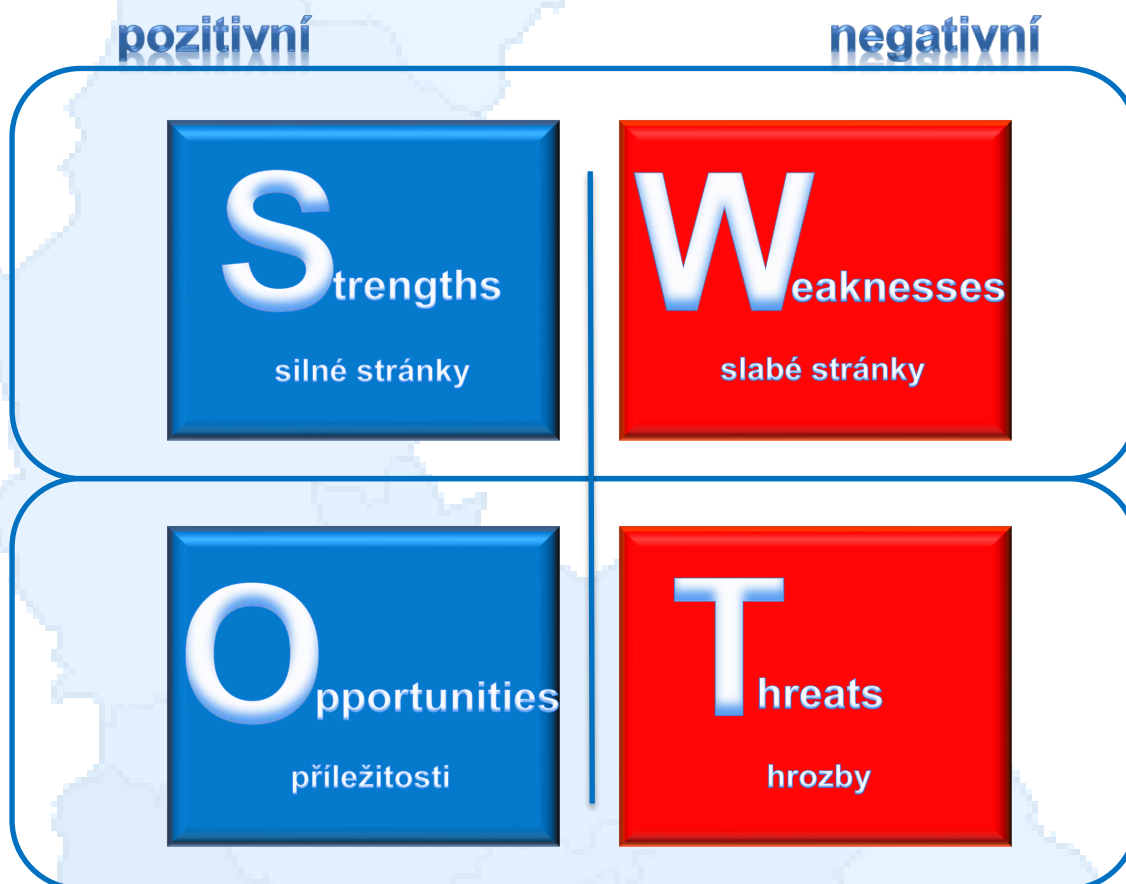 pozitivní negativní
Strengths
silné stránky
Weaknesses
slabé stránky
Opportunities
příležitosti
Threats
hrozby